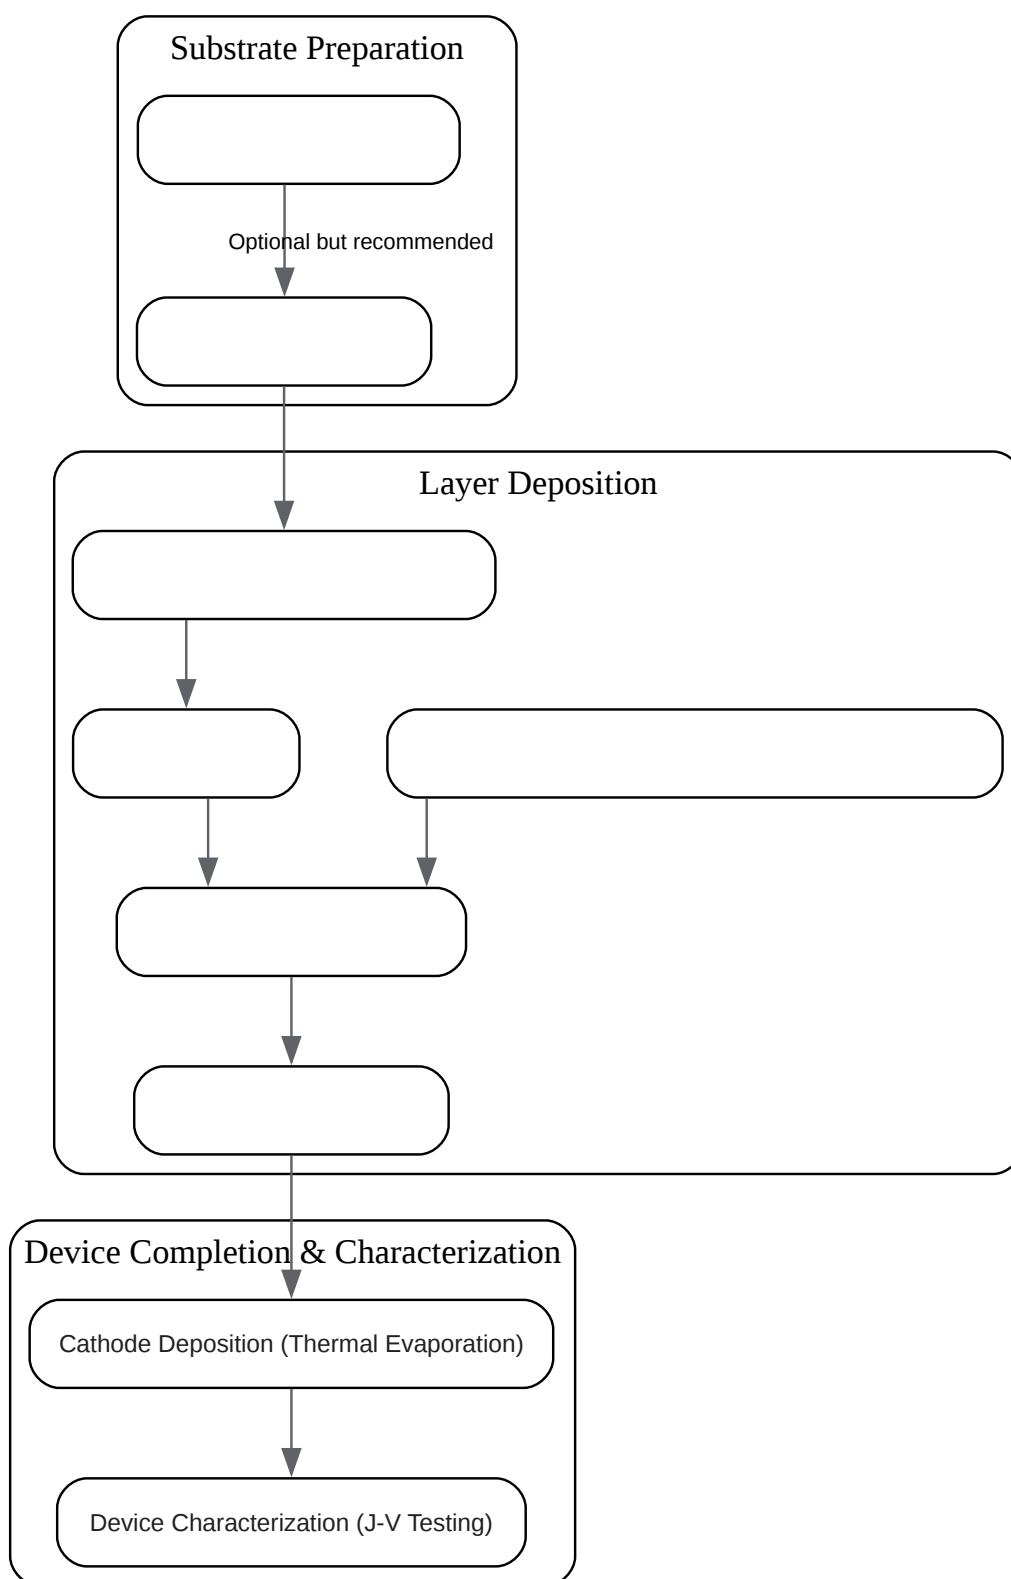 Substrate Preparation
Optional but recommended
Layer Deposition
Device Completion & Characterization
Cathode Deposition (Thermal Evaporation)
Device Characterization (J-V Testing)